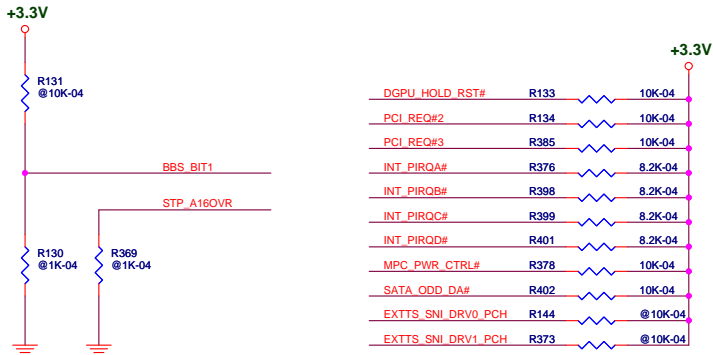 +3.3V
R131
@10K-04
BBS_BIT1
STP_A16OVR
R130
@1K-04
R369
@1K-04
+3.3V
DGPU_HOLD_RST# R133 10K-04
PCI_REQ#2 R134 10K-04
PCI_REQ#3 R385 10K-04
INT_PIRQA# R376 8.2K-04
INT_PIRQB# R398 8.2K-04
INT_PIRQC# R399 8.2K-04
INT_PIRQD# R401 8.2K-04
MPC_PWR_CTRL# R378 10K-04
SATA_ODD_DA# R402 10K-04
EXTTS_SNI_DRV0_PCH R144 @10K-04
EXTTS_SNI_DRV1_PCH R373 @10K-04